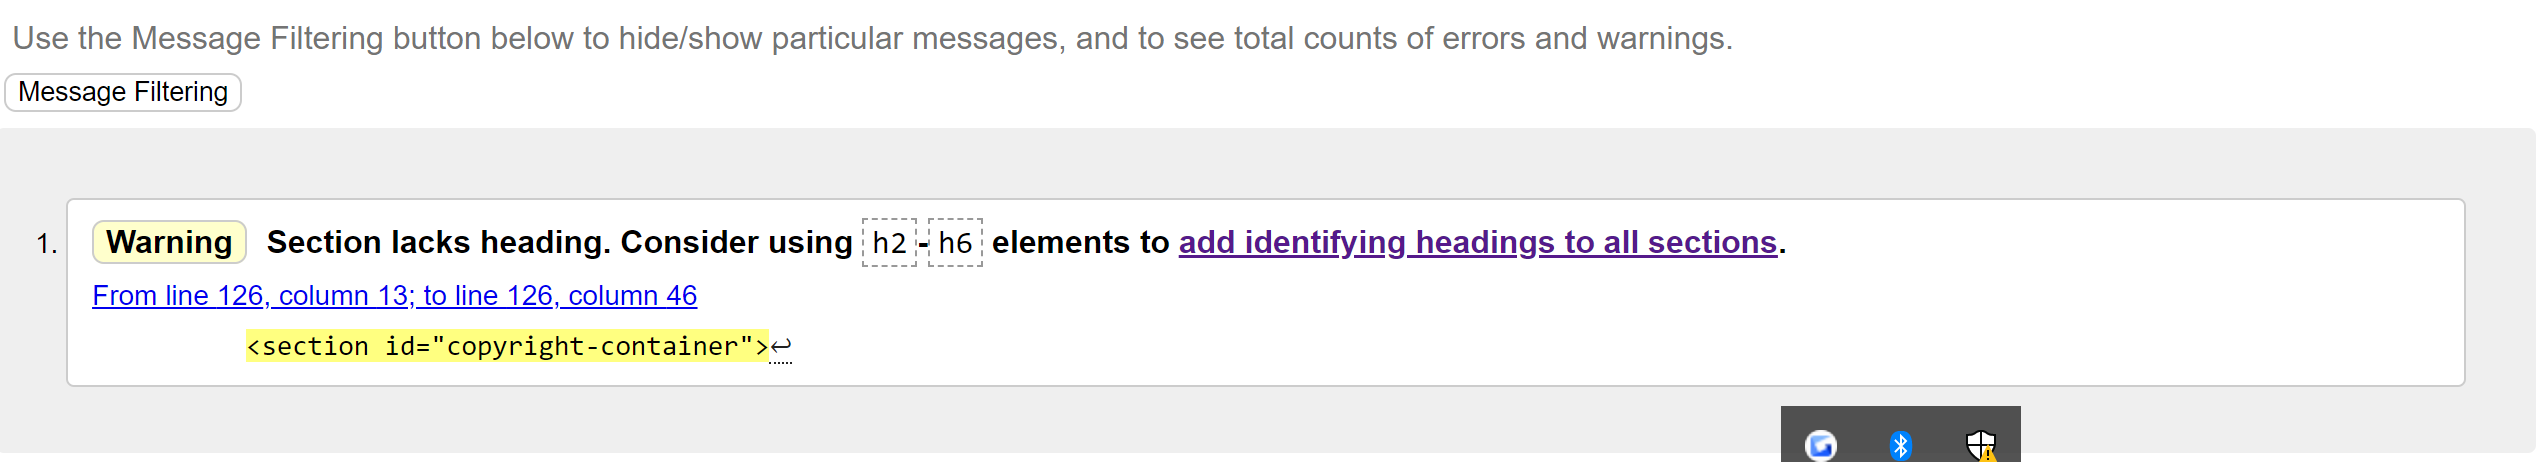 Use the Message Filtering button below to hide/show particular messages, and to see total counts of errors and warnings.
Message Filtering
1. Warning Section lacks heading. Consider using h2-h6 elements to add identifying headings to all sections.
From line 126, column 13; to line 126, column 46
<section id="copyright-container">↩